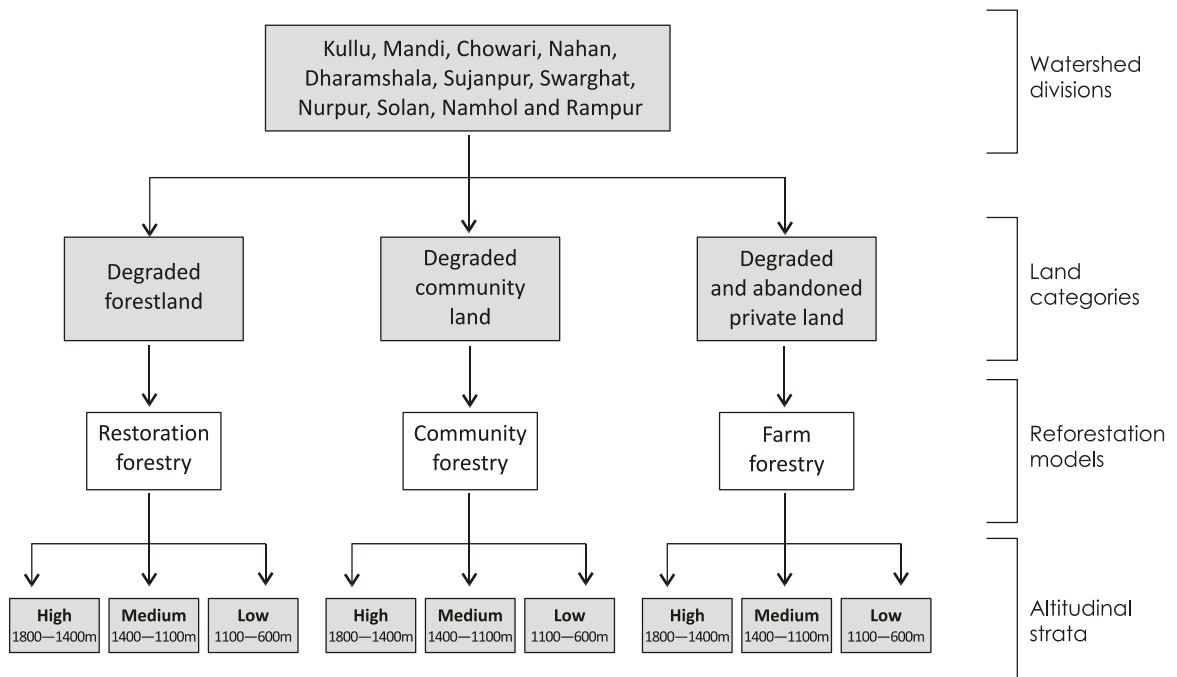 Kullu, Mandi, Chowari, Nahan,
Dharamshala, Sujanpur, Swarghat,
Nurpur, Solan, Namhol and Rampur
Watershed
divisions
Degraded
forestland
Degraded
community
land
Degraded
and abandoned
private land
Land
categories
Restoration
forestry
Community
forestry
Farm
forestry
Reforestation
models
High
1800—1400m
Medium
1400—1100m
Low
1100—600m
High
1800—1400m
Medium
1400—1100m
Low
1100—600m
High
1800—1400m
Medium
1400—1100m
Low
1100—600m
Altitudinal
strata